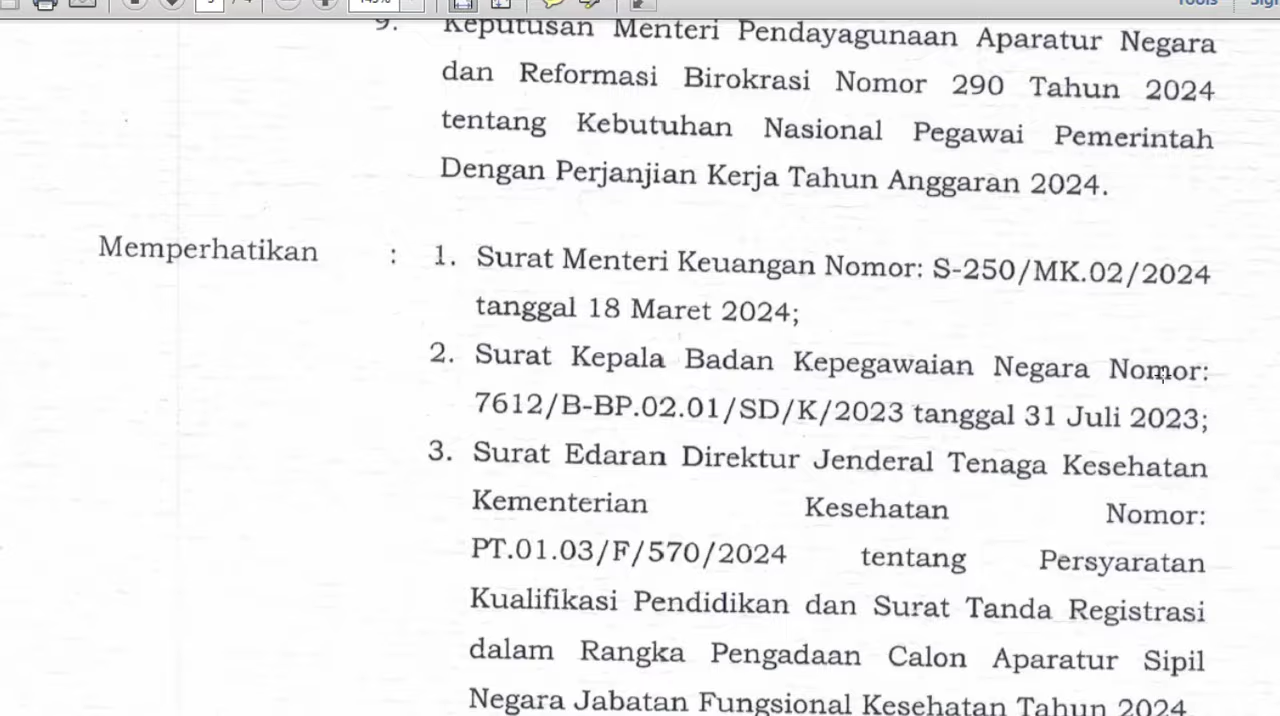 9. Keputusan Menteri Pendayagunaan Aparatur Negara
dan Reformasi Birokrasi Nomor 290 Tahun 2024
tentang Kebutuhan Nasional Pegawai Pemerintah
Dengan Perjanjian Kerja Tahun Anggaran 2024.
Memperhatikan : 1. Surat Menteri Keuangan Nomor: S-250/MK.02/2024
tanggal 18 Maret 2024;
2. Surat Kepala Badan Kepegawaian Negara Nomor:
7612/B-BP.02.01/SD/K/2023 tanggal 31 Juli 2023;
3. Surat Edaran Direktur Jenderal Tenaga Kesehatan
Kementerian Kesehatan Nomor:
PT.01.03/F/570/2024 tentang Persyaratan
Kualifikasi Pendidikan dan Surat Tanda Registrasi
dalam Rangka Pengadaan Calon Aparatur Sipil
Negara Jabatan Fungsional Kesehatan Tahun 2024